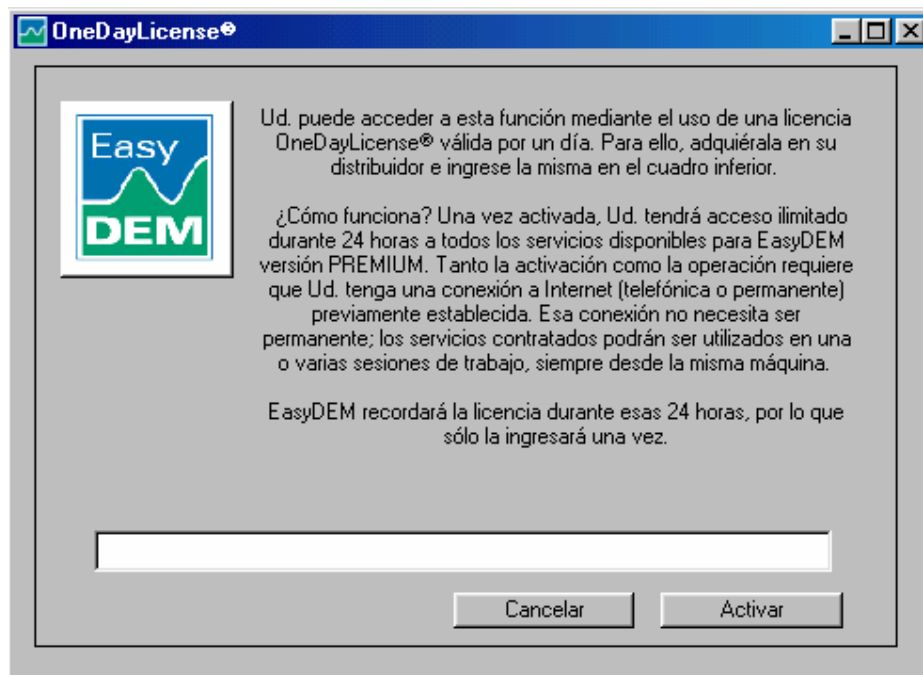 OneDayLicense®
Easy
DEM
Ud. puede acceder a esta función mediante el uso de una licencia
OneDayLicense® válida por un día. Para ello, adquiérala en su
distribuidor e ingrese la misma en el cuadro inferior.
¿Cómo funciona? Una vez activada, Ud. tendrá acceso ilimitado
durante 24 horas a todos los servicios disponibles para EasyDEM
versión PREMIUM. Tanto la activación como la operación requiere
que Ud. tenga una conexión a Internet (telefónica o permanente)
previamente establecida. Esa conexión no necesita ser
permanente; los servicios contratados podrán ser utilizados en una
o varias sesiones de trabajo, siempre desde la misma máquina.
EasyDEM recordará la licencia durante esas 24 horas, por lo que
sólo la ingresará una vez.
Cancelar
Activar